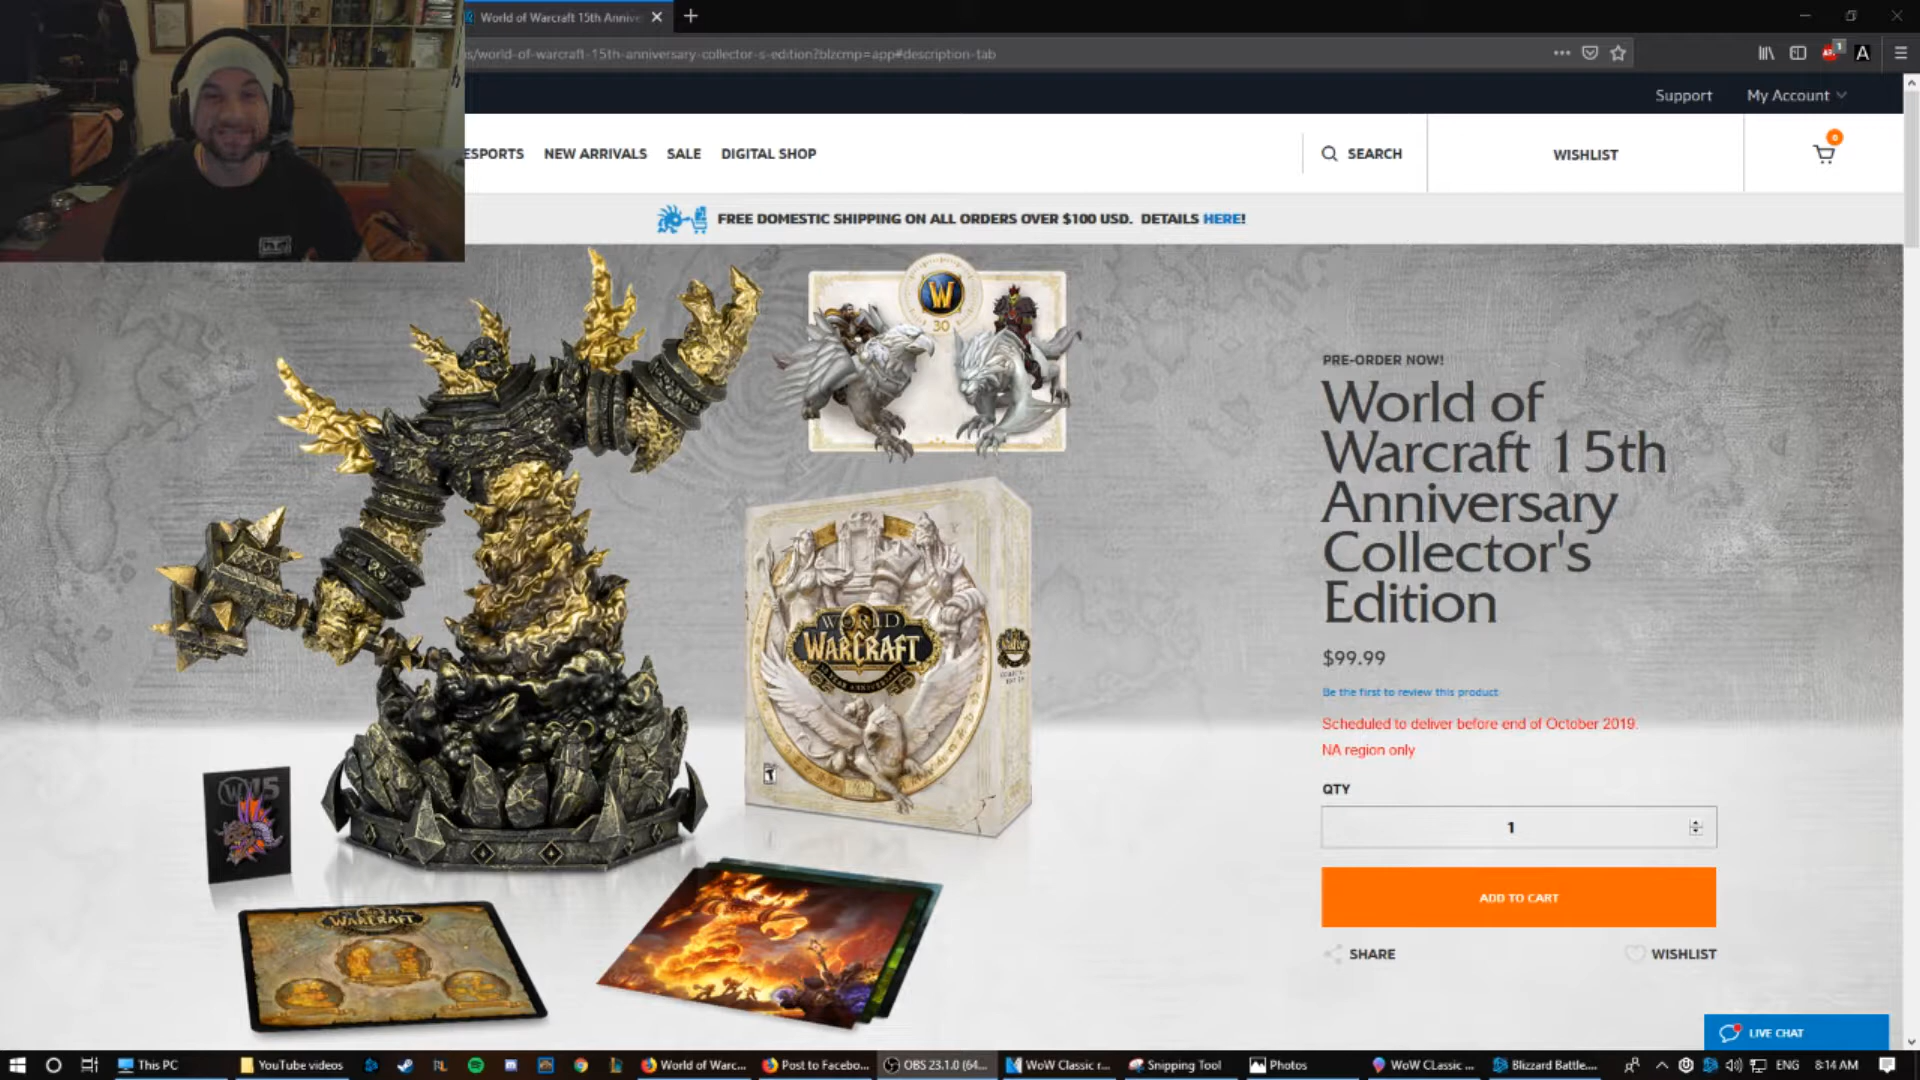 World of Warcraft 15th Annive
s/world-of-warcraft-15th-anniversary-collector-s-edition?blzcmp=app#description-tab
1
A
Support
My Account
ESPORTS
NEW ARRIVALS
SALE
DIGITAL SHOP
SEARCH
WISHLIST
0
FREE DOMESTIC SHIPPING ON ALL ORDERS OVER $100 USD. DETAILS HERE!
W
30
PRE-ORDER NOW!
World of
Warcraft 15th
Anniversary
Collector's
Edition
$99.99
Be the first to review this product
Scheduled to deliver before end of October 2019.
NA region only
QTY
1
ADD TO CART
SHARE
WISHLIST
WORLD
WARCRAFT
T
W15
WARCRAFT
LIVE CHAT
This PC
YouTube videos
World of Warc...
Post to Facebo...
OBS 23.1.0 (64...
WoW Classic r...
Snipping Tool
Photos
WoW CLassic ...
Blizzard Battle....
ENG
8:14 AM